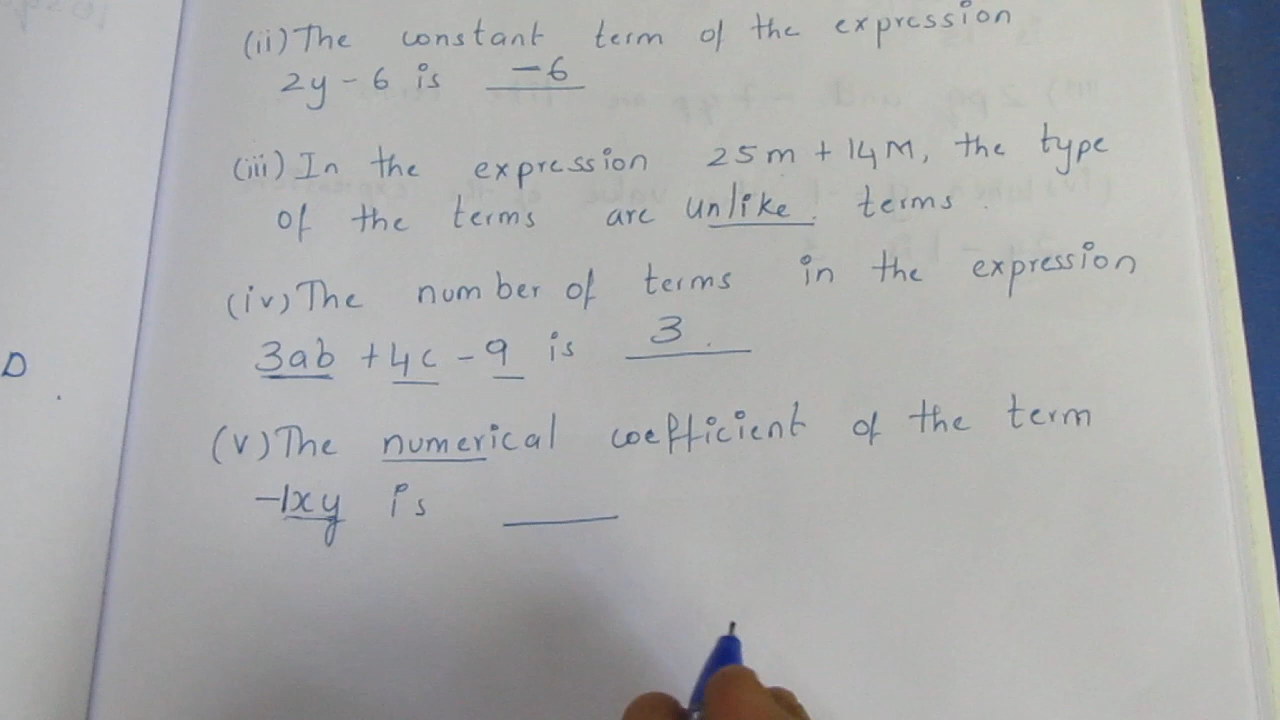 (ii) The constant term of the expression
2y - 6 is -6
(iii) In the expression 25m + 14M, the type
of the terms are unlike. terms.
(iv) The number of terms in the expression
3ab + 4c - 9 is 3.
D
(v) The numerical coefficient of the term
-1xy is ____